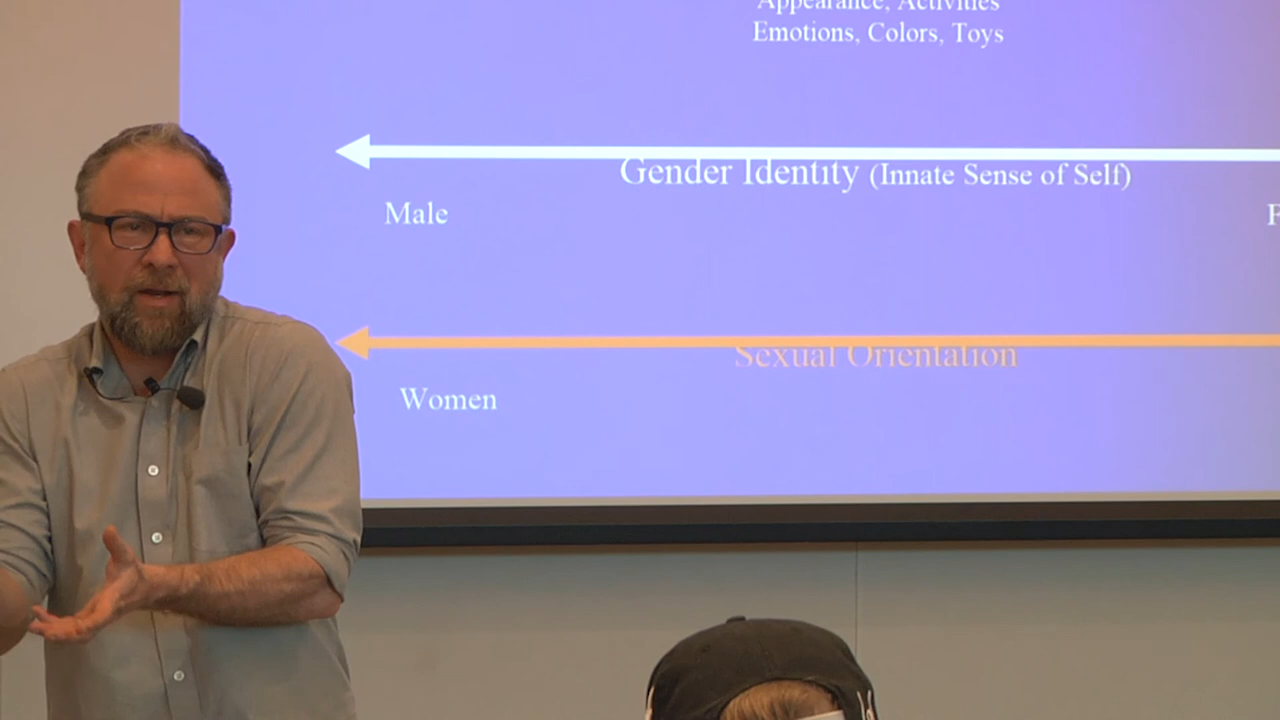 Appearance, Activities
Emotions, Colors, Toys
Gender Identity (Innate Sense of Self)
Male
Sexual Orientation
Women